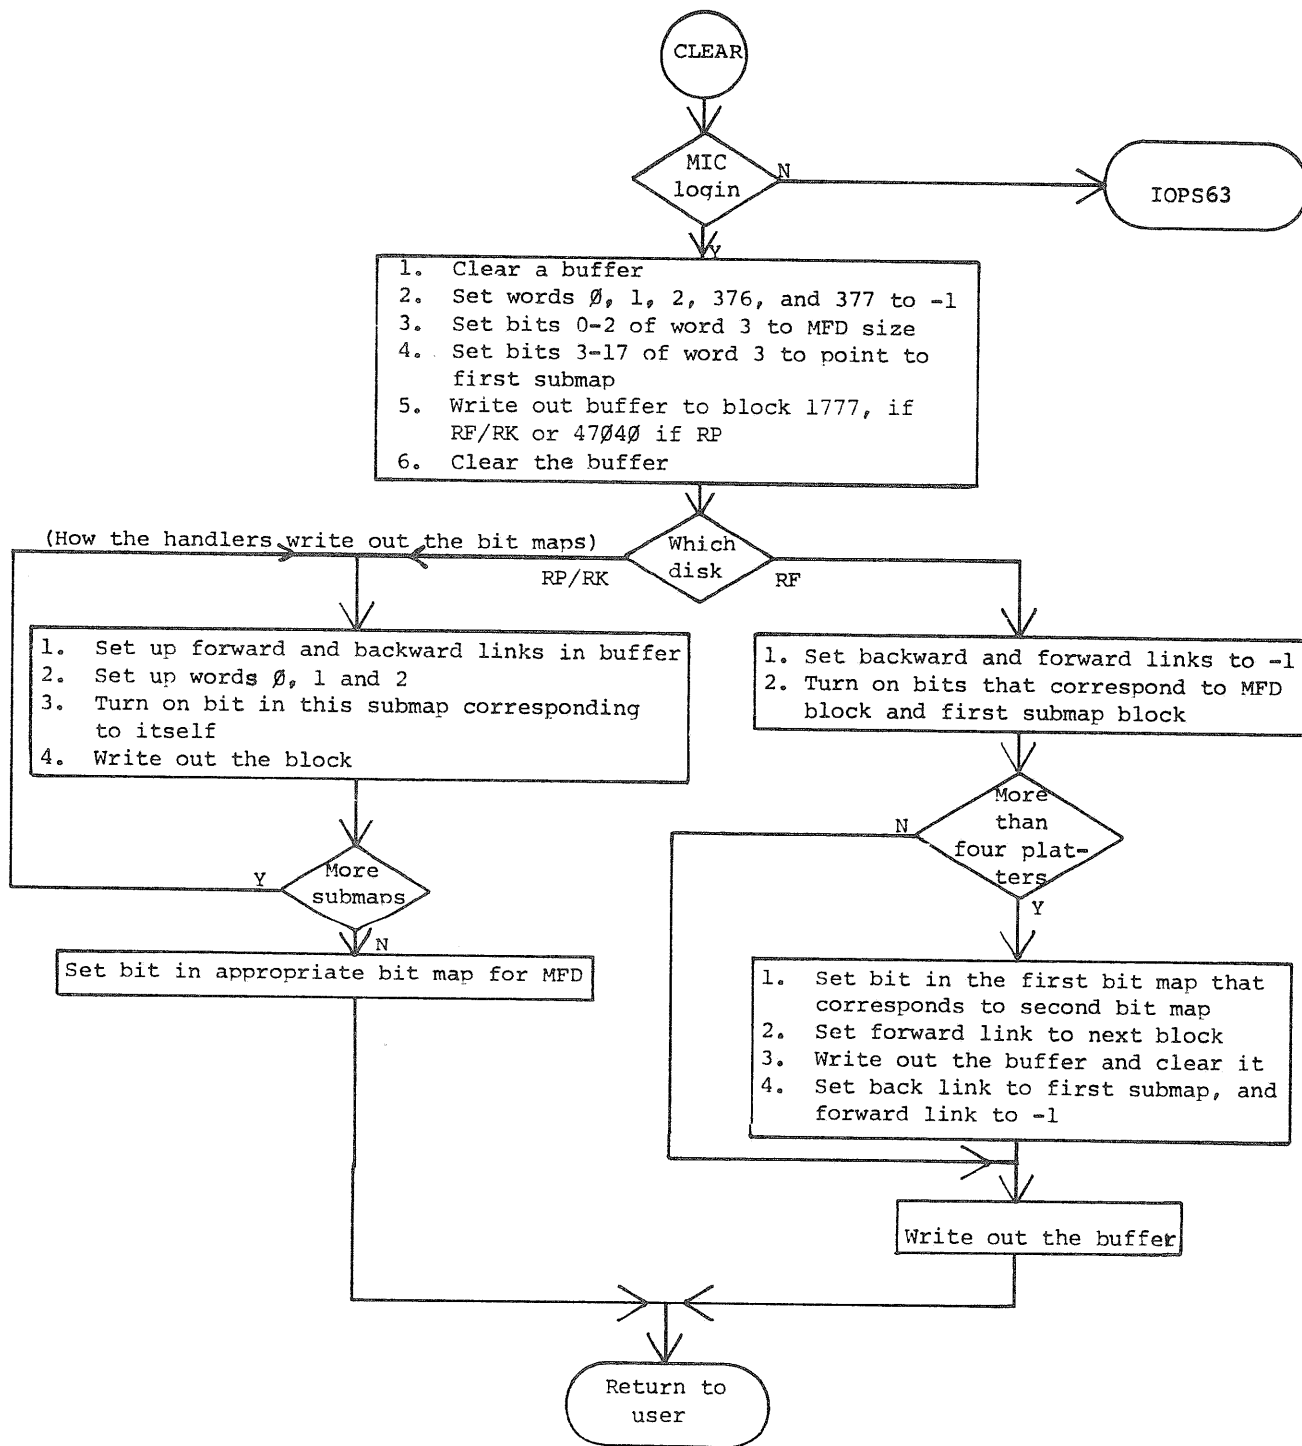 CLEAR
MIC
login
N
IOPS63
Y
1. Clear a buffer
2. Set words Ø, 1, 2, 376, and 377 to -1
3. Set bits 0-2 of word 3 to MFD size
4. Set bits 3-17 of word 3 to point to
first submap
5. Write out buffer to block 1777, if
RF/RK or 47Ø4Ø if RP
6. Clear the buffer
(How the handlers write out the bit maps)
Which
disk
RP/RK
RF
1. Set up forward and backward links in buffer
2. Set up words Ø, 1 and 2
3. Turn on bit in this submap corresponding
to itself
4. Write out the block
1. Set backward and forward links to -1
2. Turn on bits that correspond to MFD
block and first submap block
More
than
four plat-
ters
N
Y
More
submaps
Y
N
Set bit in appropriate bit map for MFD
1. Set bit in the first bit map that
corresponds to second bit map
2. Set forward link to next block
3. Write out the buffer and clear it
4. Set back link to first submap, and
forward link to -1
Write out the buffer
Return to
user